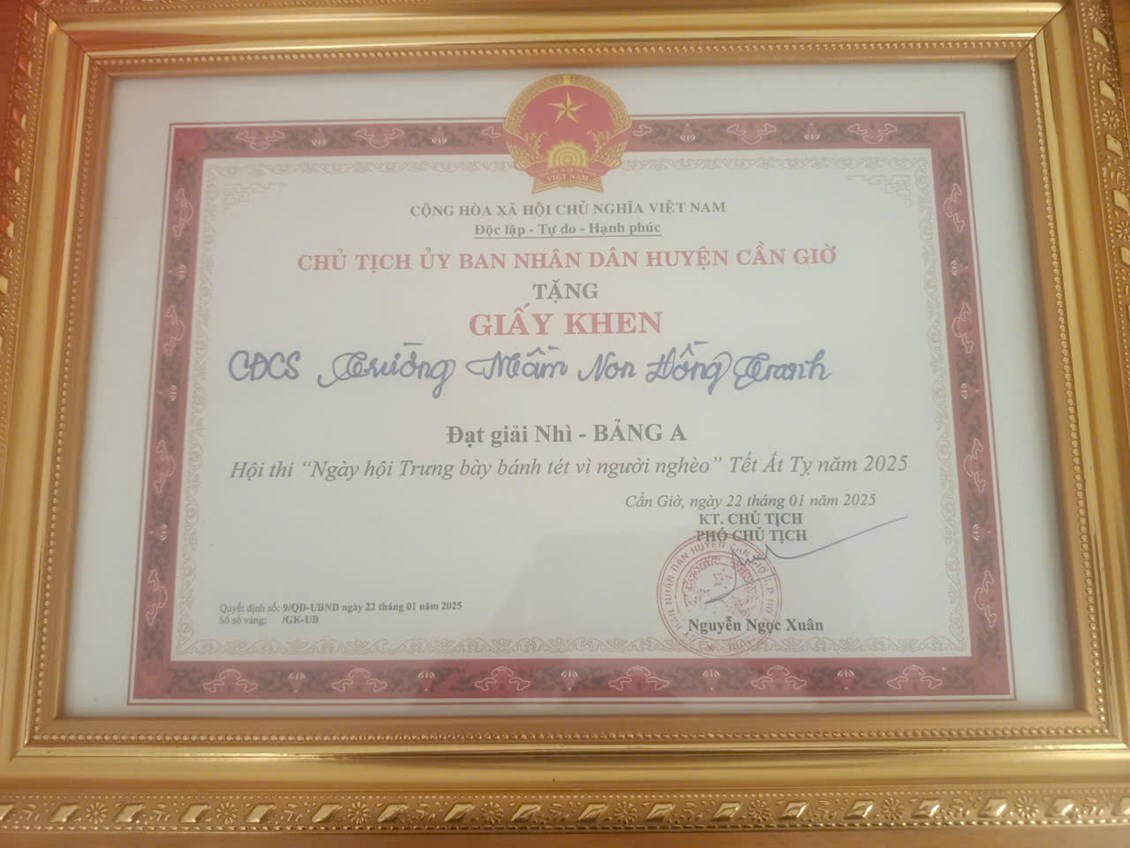 VIỆT NAM
CỘNG HÒA XÃ HỘI CHỦ NGHĨA VIỆT NAM
Độc lập - Tự do - Hạnh phúc
CHỦ TỊCH ỦY BAN NHÂN DÂN HUYỆN CẦN GIỜ
TẶNG
GIẤY KHEN
CĐCS Trường Mầm Non Đồng Tranh
Đạt giải Nhì - BẢNG A
Hội thi “Ngày hội Trưng bày bánh tét vì người nghèo” Tết Ất Tỵ năm 2025
Cần Giờ, ngày 22 tháng 01 năm 2025
KT. CHỦ TỊCH
PHÓ CHỦ TỊCH
Nguyễn Ngọc Xuân
Quyết định số: 9/QĐ-UBND ngày 22 tháng 01 năm 2025
Số sổ vàng: /GK-UB